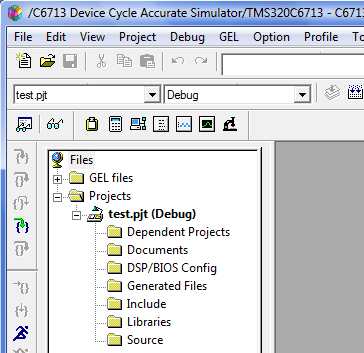 /C6713 Device Cycle Accurate Simulator/TMS320C6713 - C6713
File Edit View Project Debug GEL Option Profile To
test.pjt Debug
Files
GEL files
Projects
test.pjt (Debug)
Dependent Projects
Documents
DSP/BIOS Config
Generated Files
Include
Libraries
Source